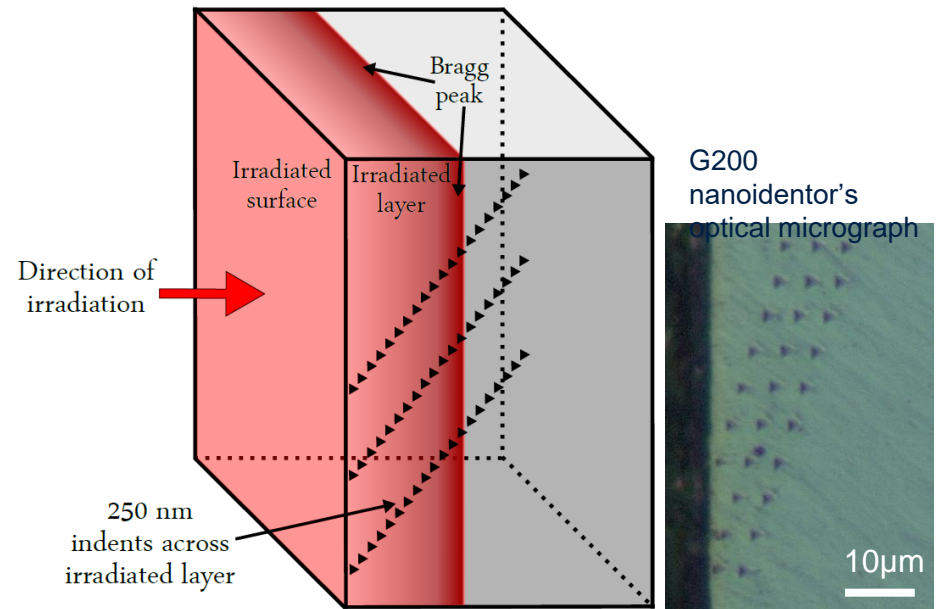 Bragg
peak
Irradiated
surface
Irradiated
layer
Direction of
irradiation
250 nm
indents across
irradiated layer
G200
nanoidentor's
optical micrograph
10µm